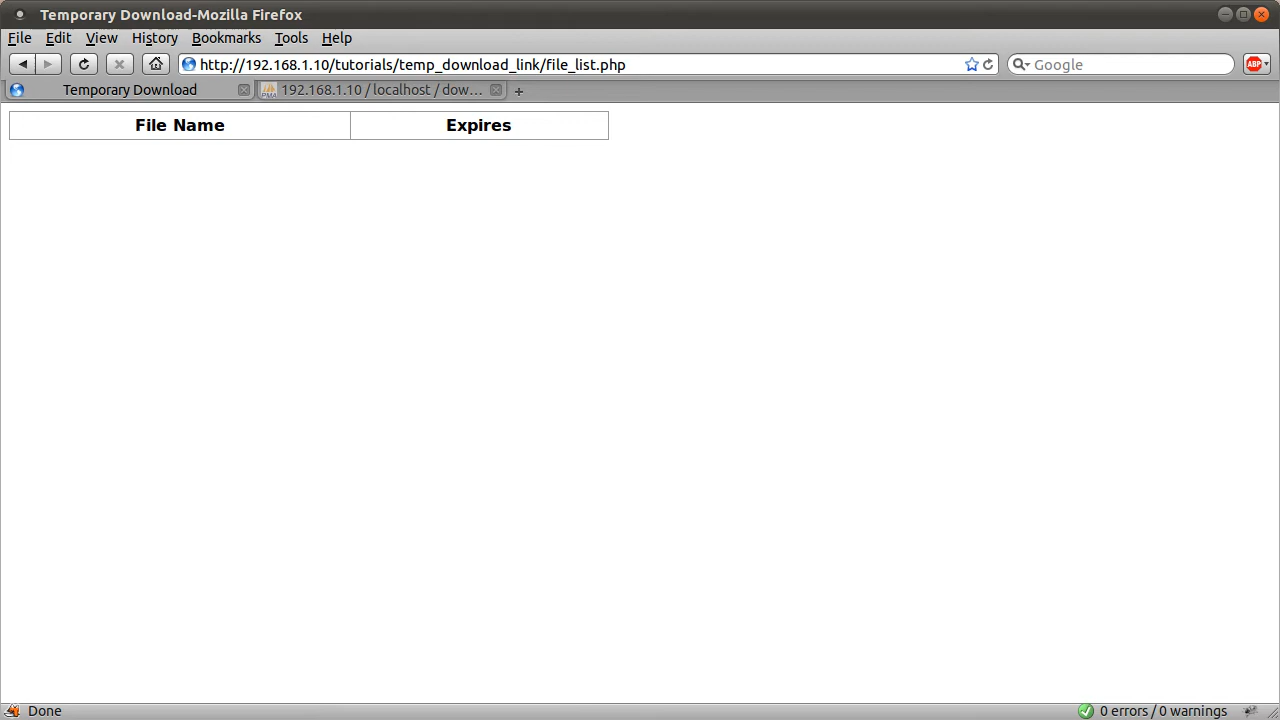 Temporary Download-Mozilla Firefox
File Edit View History Bookmarks Tools Help
http://192.168.1.10/tutorials/temp_download_link/file_list.php Google ABP
Temporary Download 192.168.1.10 / localhost / dow... +
File Name Expires
Done 0 errors / 0 warnings